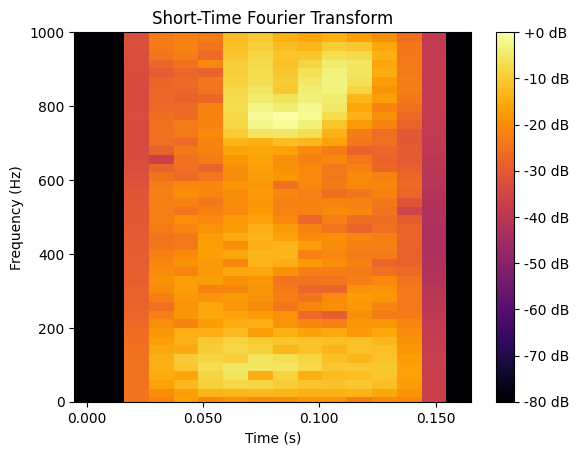 Short-Time Fourier Transform
1000
800
600
400
200
0
Frequency (Hz)
0.000
0.050
0.100
0.150
Time (s)
+0 dB
-10 dB
-20 dB
-30 dB
-40 dB
-50 dB
-60 dB
-70 dB
-80 dB